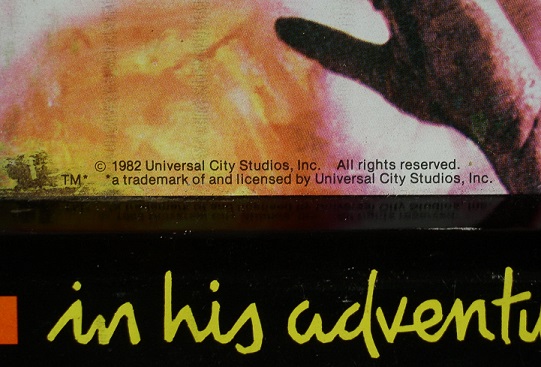 © 1982 Universal City Studios, Inc. All rights reserved.
TM* *a trademark of and licensed by Universal City Studios, Inc.
in his